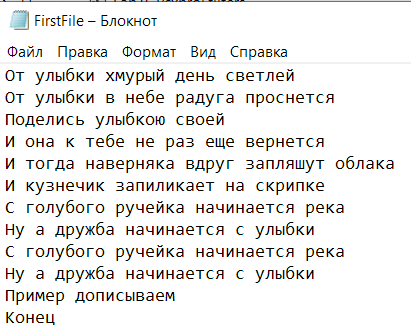 FirstFile – Блокнот
Файл Правка Формат Вид Справка
От улыбки хмурый день светлей
От улыбки в небе радуга проснется
Поделись улыбкою своей
И она к тебе не раз еще вернется
И тогда наверняка вдруг запляшут облака
И кузнечик запиликает на скрипке
С голубого ручейка начинается река
Ну а дружба начинается с улыбки
С голубого ручейка начинается река
Ну а дружба начинается с улыбки
Пример дописываем
Конец